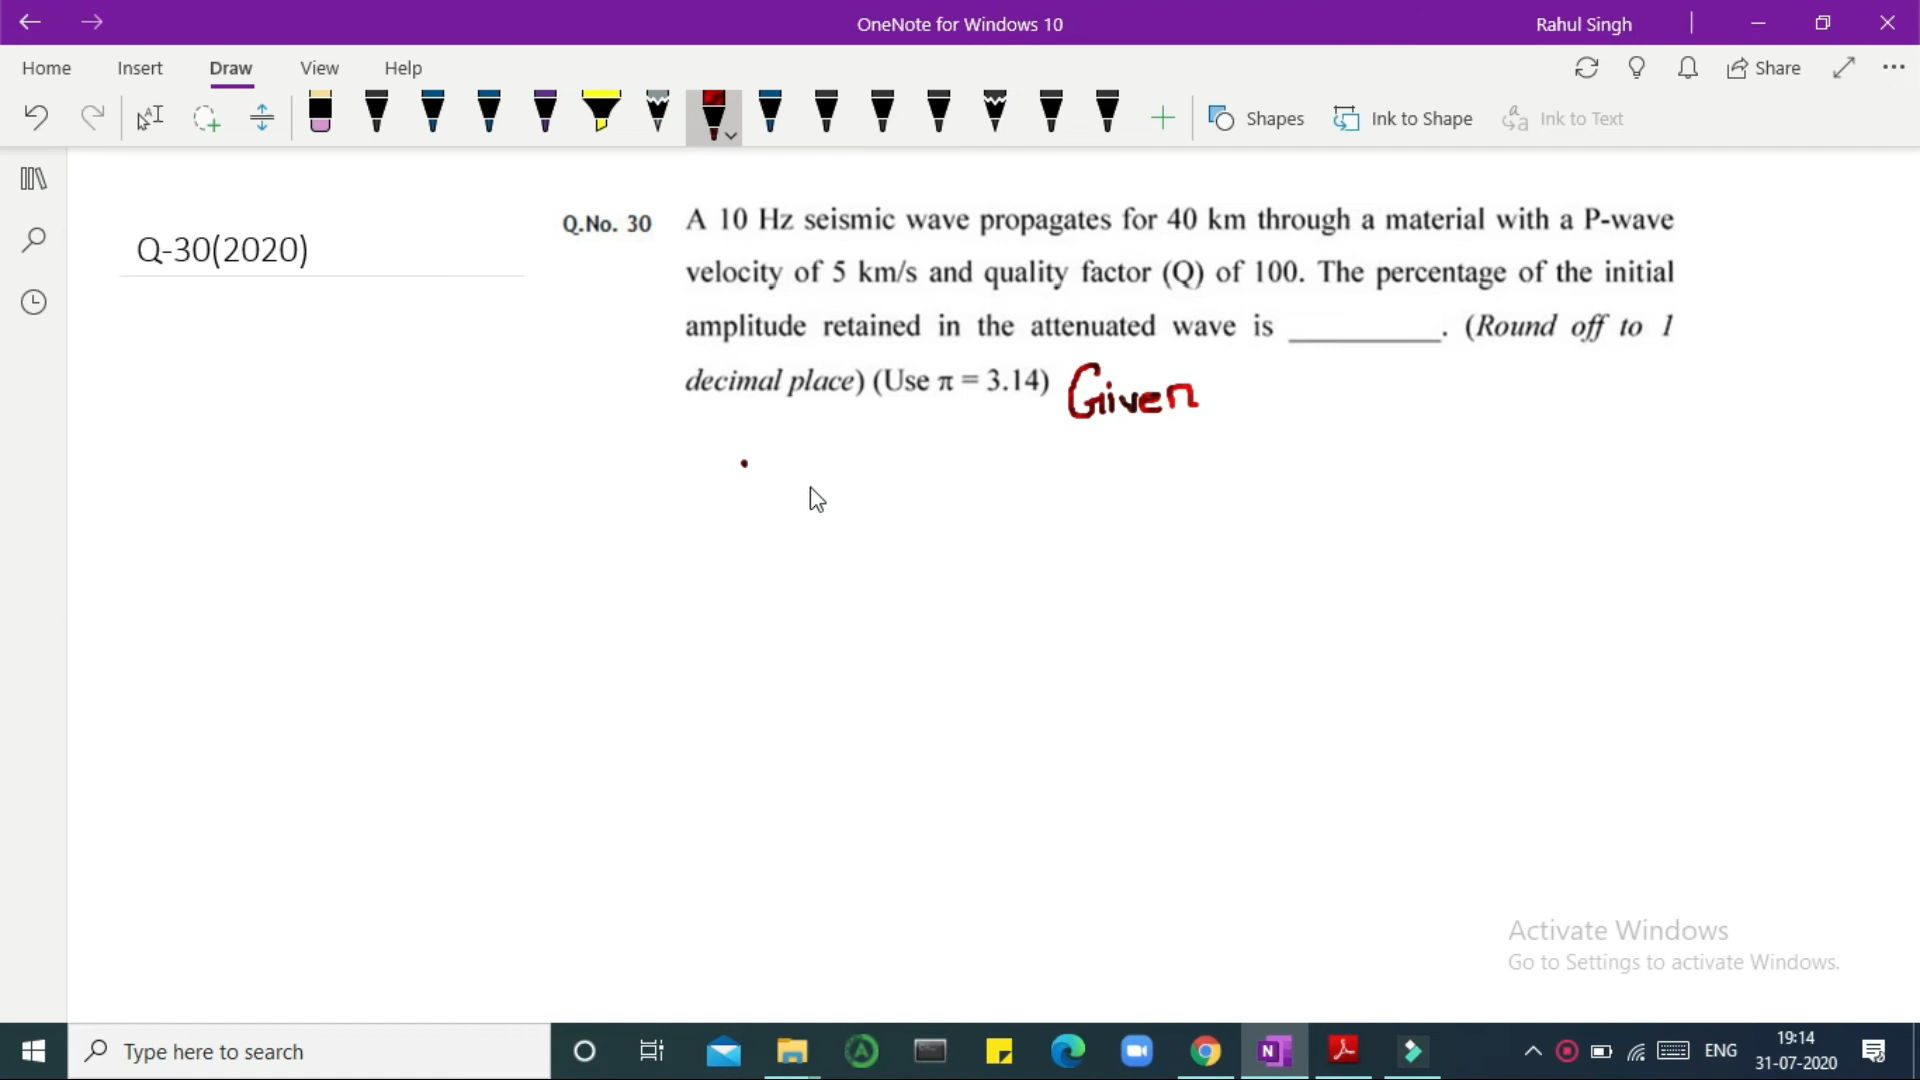 OneNote for Windows 10
Rahul Singh
Home Insert Draw View Help
Share
Shapes Ink to Shape Ink to Text
Q-30(2020)
Q.No. 30 A 10 Hz seismic wave propagates for 40 km through a material with a P-wave
velocity of 5 km/s and quality factor (Q) of 100. The percentage of the initial
amplitude retained in the attenuated wave is __________. (Round off to 1
decimal place) (Use π = 3.14) Given
Activate Windows
Go to Settings to activate Windows.
Type here to search
ENG
19:14
31-07-2020